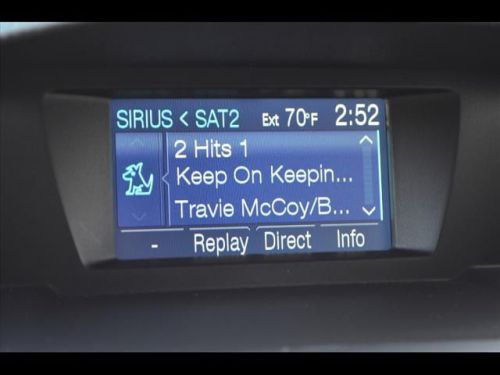 SIRIUS < SAT2 Ext 70°F 2:52
2 Hits 1
Keep On Keepin...
Travie McCoy/B...
- Replay Direct Info